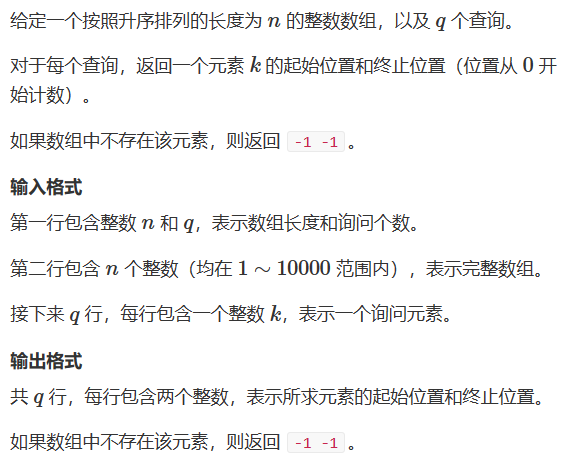 给定一个按照升序排列的长度为 n 的整数数组，以及 q 个查询。
对于每个查询，返回一个元素 k 的起始位置和终止位置（位置从 0 开
始计数）。
如果数组中不存在该元素，则返回 -1 -1 。
输入格式
第一行包含整数 n 和 q，表示数组长度和询问个数。
第二行包含 n 个整数（均在 1 ∼ 10000 范围内），表示完整数组。
接下来 q 行，每行包含一个整数 k，表示一个询问元素。
输出格式
共 q 行，每行包含两个整数，表示所求元素的起始位置和终止位置。
如果数组中不存在该元素，则返回 -1 -1 。